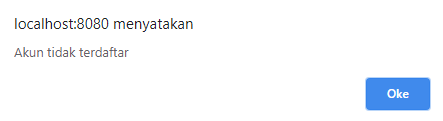 localhost:8080 menyatakan
Akun tidak terdaftar
Oke